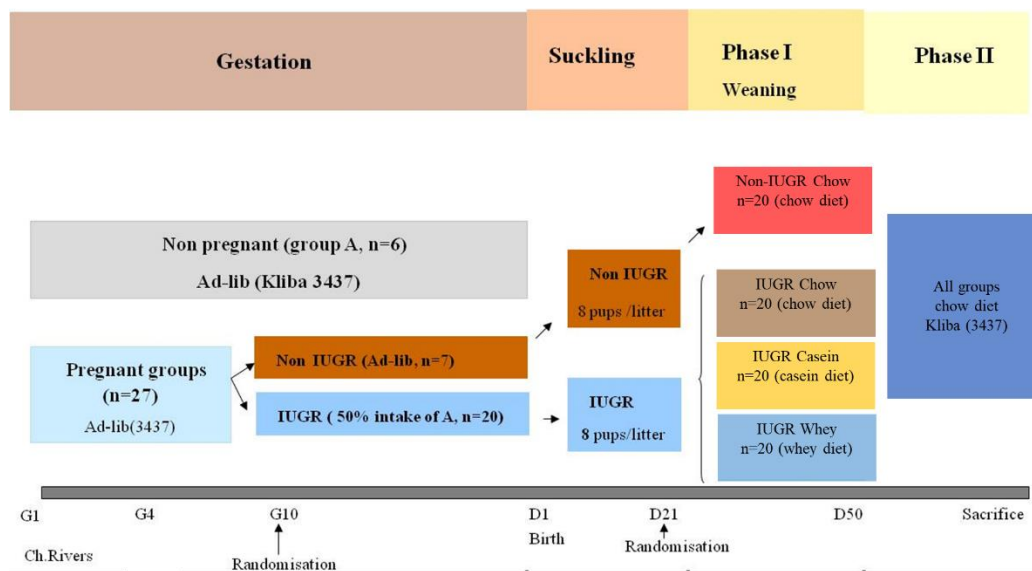 Gestation
Suckling
Phase I
Weaning
Phase II
Non pregnant (group A, n=6)
Ad-lib (Kliba 3437)
Pregnant groups
(n=27)
Ad-lib(3437)
Non IUGR (Ad-lib, n=7)
IUGR ( 50% intake of A, n=20)
Non IUGR
8 pups /litter
IUGR
8 pups/litter
Non-IUGR Chow
n=20 (chow diet)
IUGR Chow
n=20 (chow diet)
IUGR Casein
n=20 (casein diet)
IUGR Whey
n=20 (whey diet)
All groups
chow diet
Kliba (3437)
G1
G4
G10
D1
D21
D50
Sacrifice
Birth
Ch.Rivers
Randomisation
Randomisation